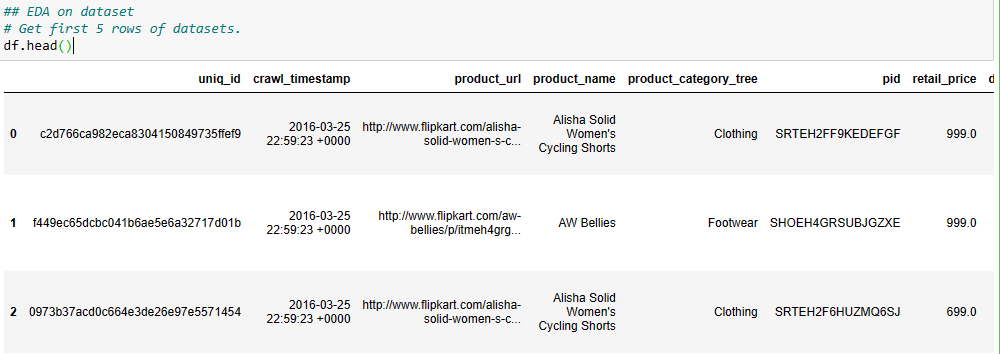 ## EDA on dataset
# Get first 5 rows of datasets.
df.head()
uniq_id crawl_timestamp product_url product_name product_category_tree pid retail_price d
0 c2d766ca982eca8304150849735ffef9 2016-03-25 22:59:23 +0000 http://www.flipkart.com/alisha-solid-women-s-c... Alisha Solid Women's Cycling Shorts Clothing SRTEH2FF9KEDEFGF 999.0
1 f449ec65dcbc041b6ae5e6a32717d01b 2016-03-25 22:59:23 +0000 http://www.flipkart.com/aw-bellies/p/itmeh4grg... AW Bellies Footwear SHOEH4GRSUBJGZXE 999.0
2 0973b37acd0c664e3de26e97e5571454 2016-03-25 22:59:23 +0000 http://www.flipkart.com/alisha-solid-women-s-c... Alisha Solid Women's Cycling Shorts Clothing SRTEH2F6HUZMQ6SJ 699.0